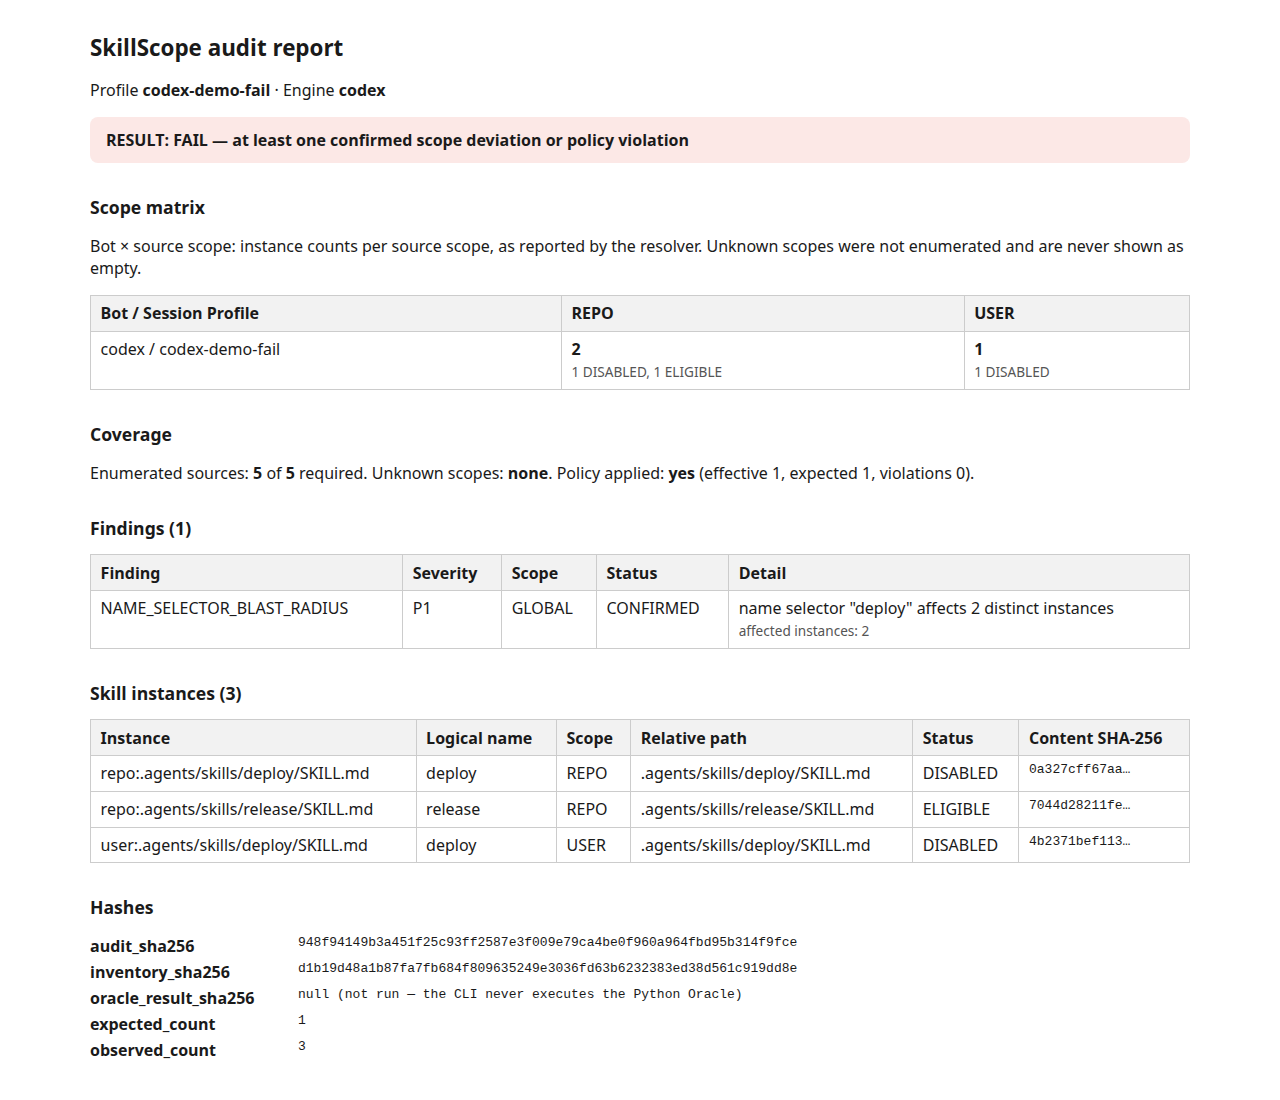 SkillScope audit report
Profile codex-demo-fail · Engine codex
RESULT: FAIL — at least one confirmed scope deviation or policy violation
Scope matrix
Bot × source scope: instance counts per source scope, as reported by the resolver. Unknown scopes were not enumerated and are never shown as
empty.
Bot / Session Profile REPO USER
codex / codex-demo-fail 2 1
1 DISABLED, 1 ELIGIBLE 1 DISABLED
Coverage
Enumerated sources: 5 of 5 required. Unknown scopes: none. Policy applied: yes (effective 1, expected 1, violations 0).
Findings (1)
Finding Severity Scope Status Detail
NAME_SELECTOR_BLAST_RADIUS P1 GLOBAL CONFIRMED name selector "deploy" affects 2 distinct instances
affected instances: 2
Skill instances (3)
Instance Logical name Scope Relative path Status Content SHA-256
repo:.agents/skills/deploy/SKILL.md deploy REPO .agents/skills/deploy/SKILL.md DISABLED 0a327cff67aa…
repo:.agents/skills/release/SKILL.md release REPO .agents/skills/release/SKILL.md ELIGIBLE 7044d28211fe…
user:.agents/skills/deploy/SKILL.md deploy USER .agents/skills/deploy/SKILL.md DISABLED 4b2371bef113…
Hashes
audit_sha256 948f94149b3a451f25c93ff2587e3f009e79ca4be0f960a964fbd95b314f9fce
inventory_sha256 d1b19d48a1b87fa7fb684f809635249e3036fd63b6232383ed38d561c919dd8e
oracle_result_sha256 null (not run — the CLI never executes the Python Oracle)
expected_count 1
observed_count 3